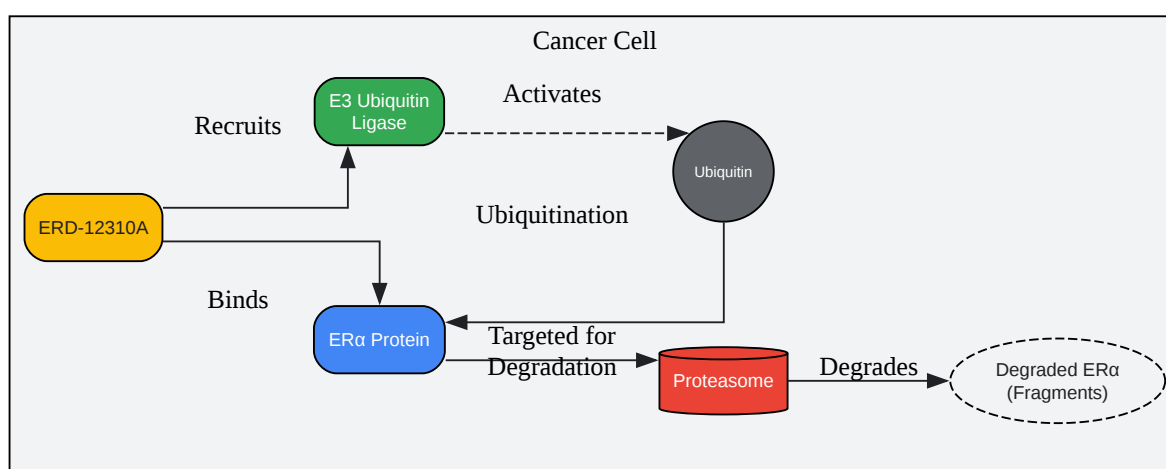 Cancer Cell
E3 Ubiquitin
Ligase
Activates
Recruits
Ubiquitin
ERD-12310A
Ubiquitination
Binds
ERα Protein
Targeted for
Degradation
Proteasome
Degrades
Degraded ERα
(Fragments)